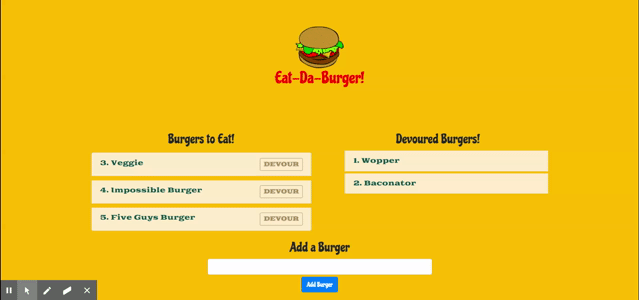 Eat-Da-Burger!
Burgers to Eat!
3. Veggie DEVOUR
4. Impossible Burger DEVOUR
5. Five Guys Burger DEVOUR
Devoured Burgers!
1. Wopper
2. Baconator
Add a Burger
Add Burger